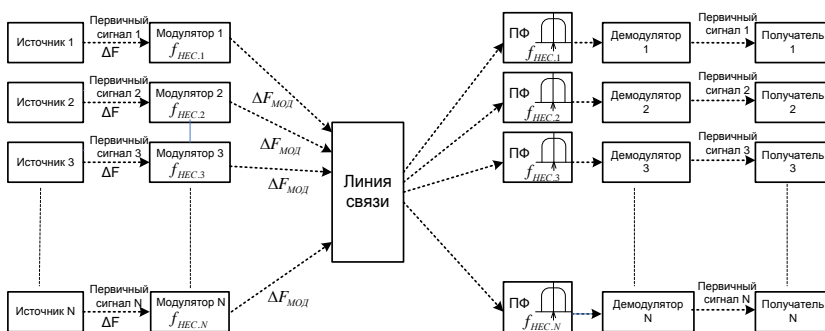 Первичный
сигнал 1
Источник 1
ΔF
Модулятор 1
f_НЕС.1
ΔF_МОД
ПФ
f_НЕС.1
Демодулятор
1
Первичный
сигнал 1
Получатель
1
Первичный
сигнал 2
Источник 2
ΔF
Модулятор 2
f_НЕС.2
ΔF_МОД
ПФ
f_НЕС.2
Демодулятор
2
Первичный
сигнал 2
Получатель
2
Первичный
сигнал 3
Источник 3
ΔF
Модулятор 3
f_НЕС.3
ΔF_МОД
ПФ
f_НЕС.3
Демодулятор
3
Первичный
сигнал 3
Получатель
3
Линия
связи
Первичный
сигнал N
Источник N
ΔF
Модулятор N
f_НЕС.N
ΔF_МОД
ПФ
f_НЕС.N
Демодулятор
N
Первичный
сигнал N
Получатель
N